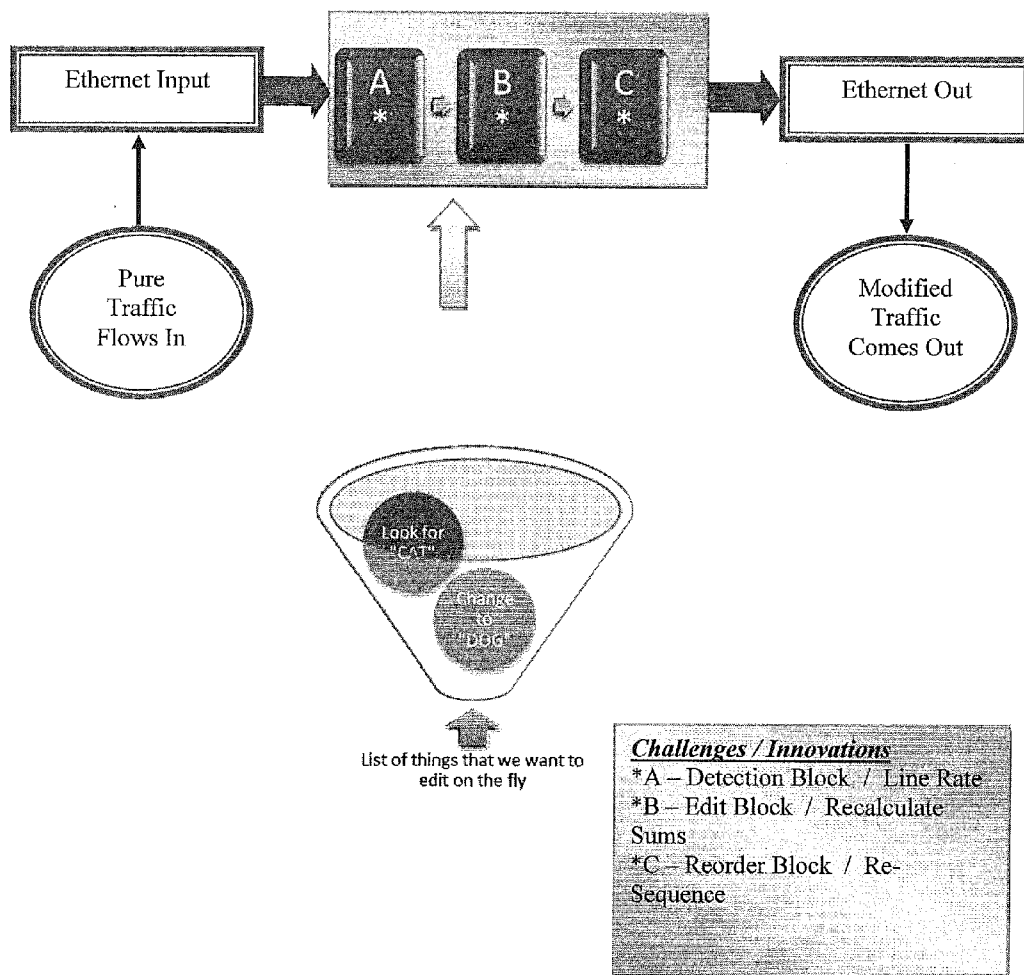 Ethernet Input
A
*
B
*
C
*
Ethernet Out
Pure
Traffic
Flows In
Modified
Traffic
Comes Out
Look for
"CAT"
Change
to
"DOG"
List of things that we want to
edit on the fly
Challenges / Innovations
*A – Detection Block / Line Rate
*B – Edit Block / Recalculate
Sums
*C – Reorder Block / Re-
Sequence